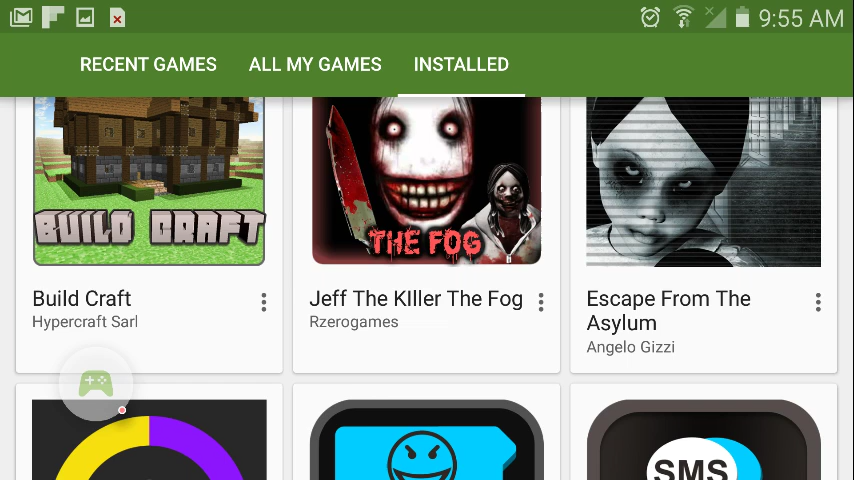 9:55 AM
RECENT GAMES ALL MY GAMES INSTALLED
BUILD CRAFT
THE FOG
Build Craft
Hypercraft Sarl
Jeff The KIller The Fog
Rzerogames
Escape From The
Asylum
Angelo Gizzi
SMS